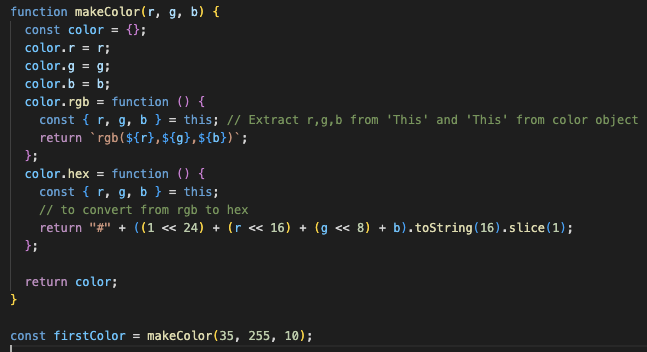 function makeColor(r, g, b) {
  const color = {};
  color.r = r;
  color.g = g;
  color.b = b;
  color.rgb = function () {
    const { r, g, b } = this; // Extract r,g,b from 'This' and 'This' from color object
    return `rgb(${r},${g},${b})`;
  };
  color.hex = function () {
    const { r, g, b } = this;
    // to convert from rgb to hex
    return "#" + ((1 << 24) + (r << 16) + (g << 8) + b).toString(16).slice(1);
  };

  return color;
}

const firstColor = makeColor(35, 255, 10);